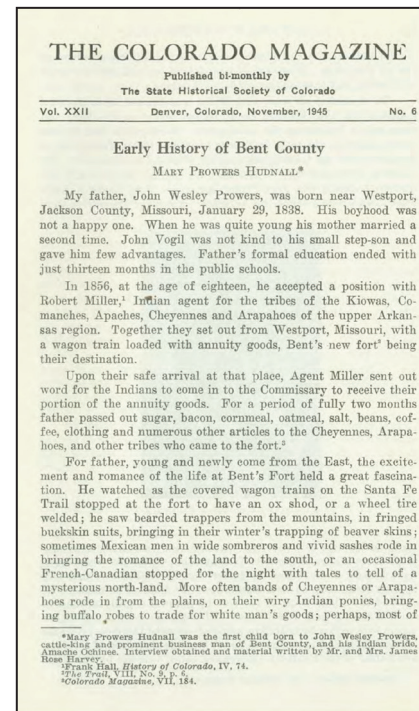 THE COLORADO MAGAZINE
Published bi-monthly by
The State Historical Society of Colorado
Vol. XXII Denver, Colorado, November, 1945 No. 6
Early History of Bent County
MARY PROWERS HUDNALL*
My father, John Wesley Prowers, was born near Westport,
Jackson County, Missouri, January 29, 1838. His boyhood was
not a happy one. When he was quite young his mother married a
second time. John Vogil was not kind to his small step-son and
gave him few advantages. Father's formal education ended with
just thirteen months in the public schools.
In 1856, at the age of eighteen, he accepted a position with
Robert Miller,¹ Indian agent for the tribes of the Kiowas, Co-
manches, Apaches, Cheyennes and Arapahoes of the upper Arkan-
sas region. Together they set out from Westport, Missouri, with
a wagon train loaded with annuity goods, Bent's new fort² being
their destination.
Upon their safe arrival at that place, Agent Miller sent out
word for the Indians to come in to the Commissary to receive their
portion of the annuity goods. For a period of fully two months
father passed out sugar, bacon, cornmeal, oatmeal, salt, beans, cof-
fee, clothing and numerous other articles to the Cheyennes, Arapa-
hoes, and other tribes who came to the fort.³
For father, young and newly come from the East, the excite-
ment and romance of the life at Bent's Fort held a great fascina-
tion. He watched as the covered wagon trains on the Santa Fe
Trail stopped at the fort to have an ox shod, or a wheel tire
welded; he saw bearded trappers from the mountains, in fringed
buckskin suits, bringing in their winter's trapping of beaver skins;
sometimes Mexican men in wide sombreros and vivid sashes rode in
bringing the romance of the land to the south, or an occasional
French-Canadian stopped for the night with tales to tell of a
mysterious north-land. More often bands of Cheyennes or Arapa-
hoes rode in from the plains, on their wiry Indian ponies, bring-
ing buffalo robes to trade for white man's goods; perhaps, most of
*Mary Prowers Hudnall was the first child born to John Wesley Prowers,
cattle-king and prominent business man of Bent County, and his Indian bride,
Amache Ochinee. Interview obtained and material written by Mr. and Mrs. James
Rose Harvey.
¹Frank Hall, History of Colorado, IV, 74.
²The Trail, VIII, No. 9, p. 6.
³Colorado Magazine, VII, 184.